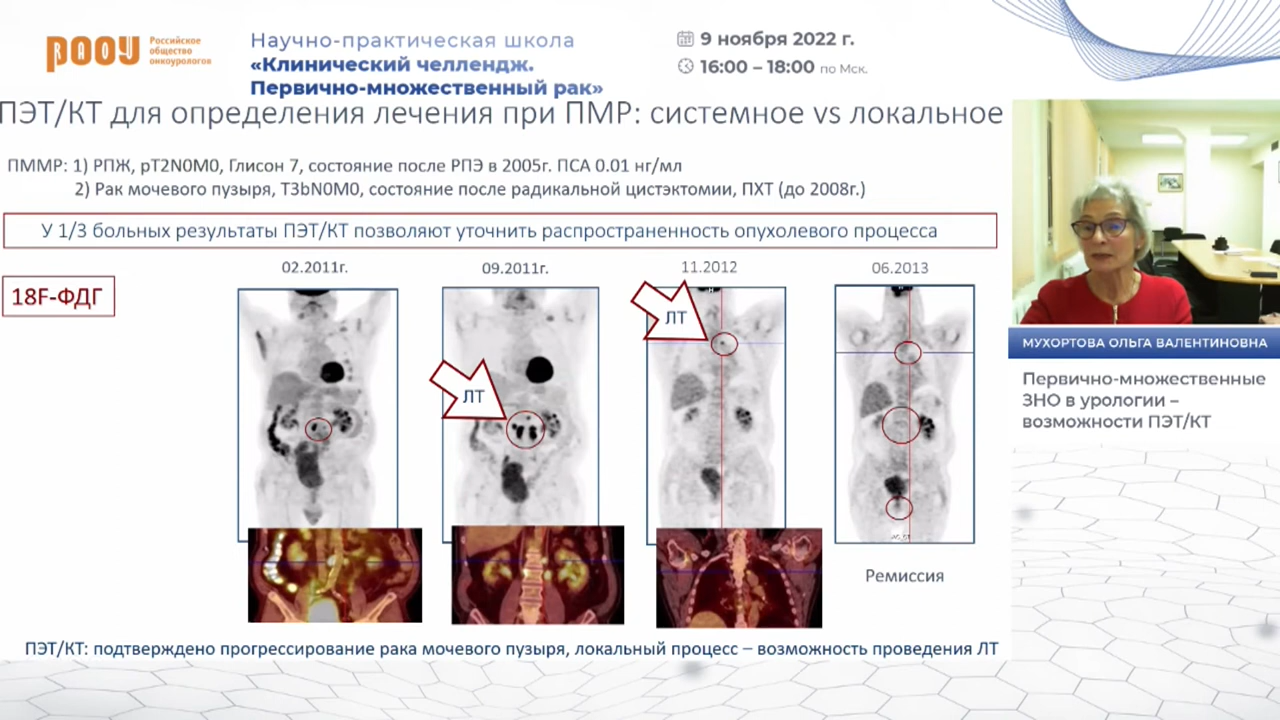 РАОУ
Российское
общество
онкоурологов
Научно-практическая школа
«Клинический челлендж.
Первично-множественный рак»
9 ноября 2022 г.
16:00 – 18:00 по Мск.
ПЭТ/КТ для определения лечения при ПМР: системное vs локальное
ПММР: 1) РПЖ, pT2N0M0, Глисон 7, состояние после РПЭ в 2005г. ПСА 0.01 нг/мл
2) Рак мочевого пузыря, T3bN0M0, состояние после радикальной цистэктомии, ПХТ (до 2008г.)
У 1/3 больных результаты ПЭТ/КТ позволяют уточнить распространенность опухолевого процесса
18F-ФДГ
02.2011г.
09.2011г.
11.2012
06.2013
ЛТ
ЛТ
Ремиссия
ПЭТ/КТ: подтверждено прогрессирование рака мочевого пузыря, локальный процесс – возможность проведения ЛТ
МУХОРТОВА ОЛЬГА ВАЛЕНТИНОВНА
Первично-множественные
ЗНО в урологии –
возможности ПЭТ/КТ